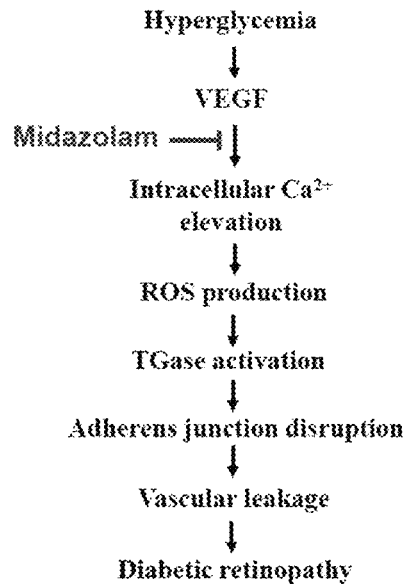 Hyperglycemia
VEGF
Midazolam
Intracellular Ca²⁺
elevation
ROS production
TGase activation
Adherens junction disruption
Vascular leakage
Diabetic retinopathy